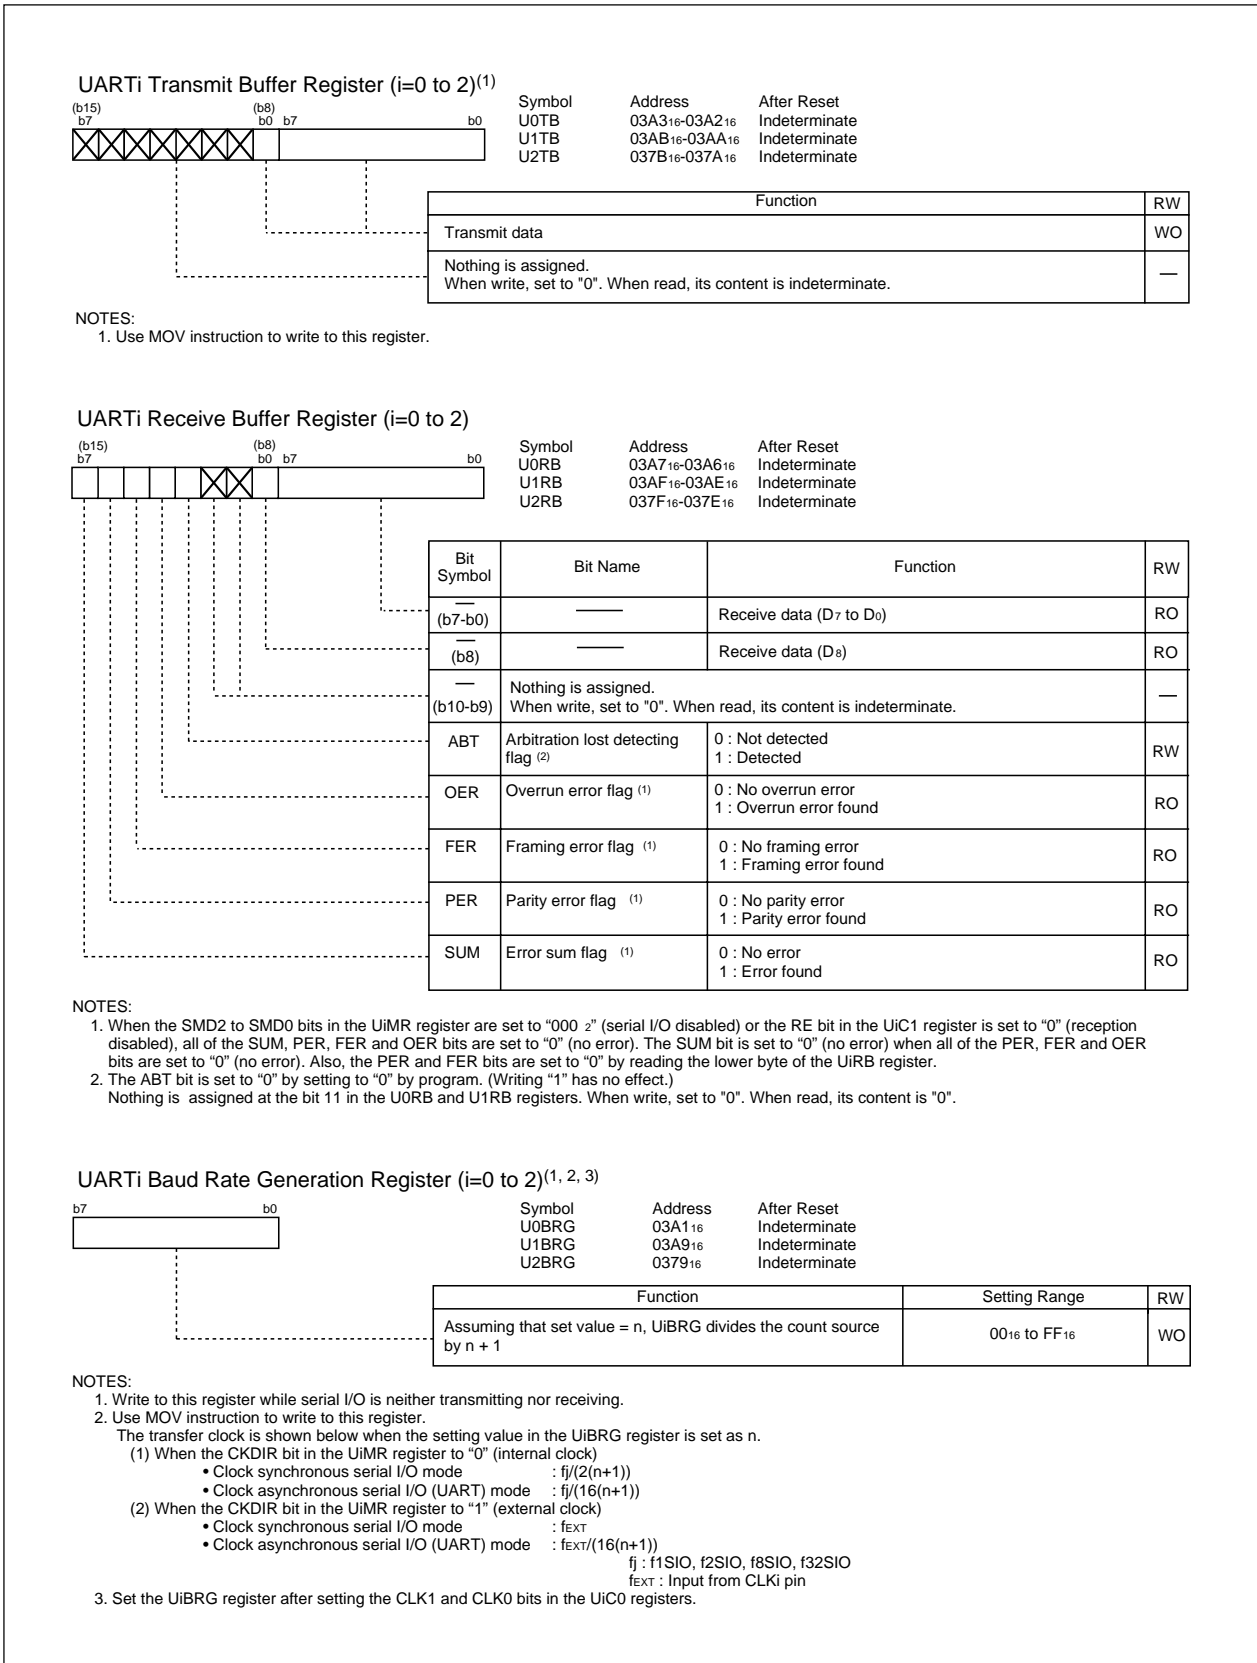 UARTi Transmit Buffer Register (i=0 to 2)(1)
(b15) (b8)
b7 b0 b7 b0
Symbol Address After Reset
U0TB 03A316-03A216 Indeterminate
U1TB 03AB16-03AA16 Indeterminate
U2TB 037B16-037A16 Indeterminate
Function RW
Transmit data WO
Nothing is assigned.
When write, set to "0". When read, its content is indeterminate. —
NOTES:
1. Use MOV instruction to write to this register.
UARTi Receive Buffer Register (i=0 to 2)
(b15) (b8)
b7 b0 b7 b0
Symbol Address After Reset
U0RB 03A716-03A616 Indeterminate
U1RB 03AF16-03AE16 Indeterminate
U2RB 037F16-037E16 Indeterminate
Bit Symbol Bit Name Function RW
— (b7-b0) — Receive data (D7 to D0) RO
— (b8) — Receive data (D8) RO
— (b10-b9) Nothing is assigned.
When write, set to "0". When read, its content is indeterminate. —
ABT Arbitration lost detecting flag (2) 0 : Not detected
1 : Detected RW
OER Overrun error flag (1) 0 : No overrun error
1 : Overrun error found RO
FER Framing error flag (1) 0 : No framing error
1 : Framing error found RO
PER Parity error flag (1) 0 : No parity error
1 : Parity error found RO
SUM Error sum flag (1) 0 : No error
1 : Error found RO
NOTES:
1. When the SMD2 to SMD0 bits in the UiMR register are set to “000 2” (serial I/O disabled) or the RE bit in the UiC1 register is set to “0” (reception
disabled), all of the SUM, PER, FER and OER bits are set to “0” (no error). The SUM bit is set to “0” (no error) when all of the PER, FER and OER
bits are set to “0” (no error). Also, the PER and FER bits are set to “0” by reading the lower byte of the UiRB register.
2. The ABT bit is set to “0” by setting to “0” by program. (Writing “1” has no effect.)
Nothing is assigned at the bit 11 in the U0RB and U1RB registers. When write, set to "0". When read, its content is "0".
UARTi Baud Rate Generation Register (i=0 to 2)(1, 2, 3)
b7 b0
Symbol Address After Reset
U0BRG 03A116 Indeterminate
U1BRG 03A916 Indeterminate
U2BRG 037916 Indeterminate
Function Setting Range RW
Assuming that set value = n, UiBRG divides the count source
by n + 1 0016 to FF16 WO
NOTES:
1. Write to this register while serial I/O is neither transmitting nor receiving.
2. Use MOV instruction to write to this register.
The transfer clock is shown below when the setting value in the UiBRG register is set as n.
(1) When the CKDIR bit in the UiMR register to “0” (internal clock)
• Clock synchronous serial I/O mode : fj/(2(n+1))
• Clock asynchronous serial I/O (UART) mode : fj/(16(n+1))
(2) When the CKDIR bit in the UiMR register to “1” (external clock)
• Clock synchronous serial I/O mode : fEXT
• Clock asynchronous serial I/O (UART) mode : fEXT/(16(n+1))
fj : f1SIO, f2SIO, f8SIO, f32SIO
fEXT : Input from CLKi pin
3. Set the UiBRG register after setting the CLK1 and CLK0 bits in the UiC0 registers.